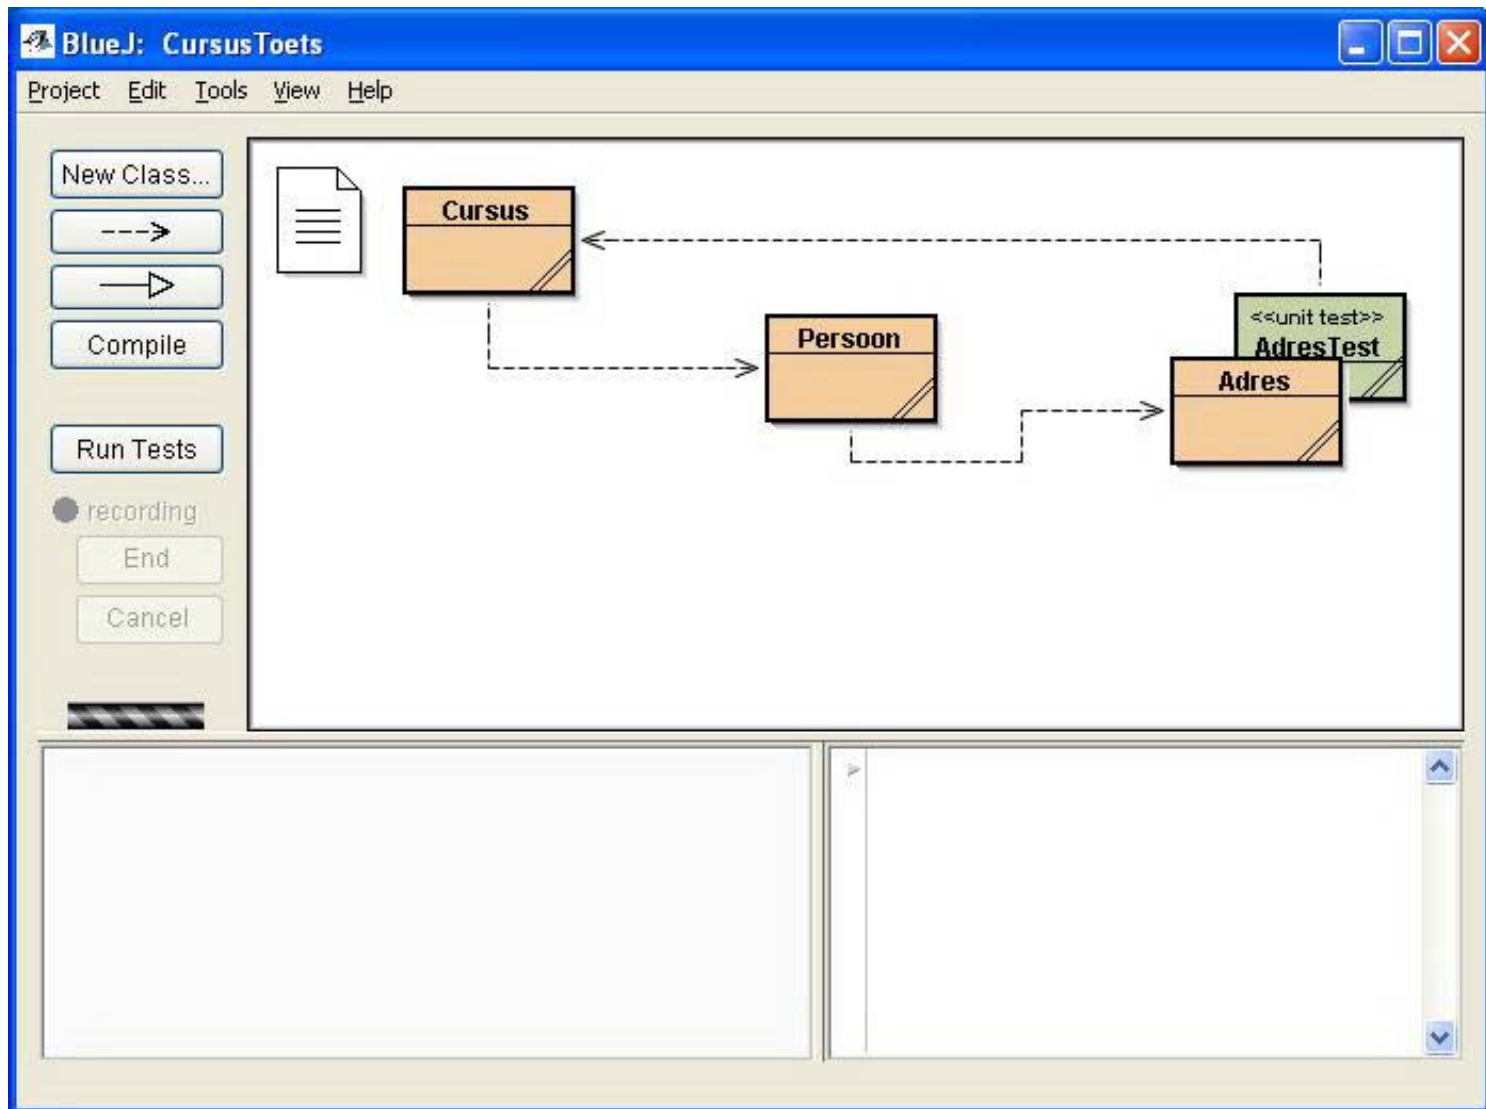 BlueJ: CursusToets
Project Edit Tools View Help
New Class...
Compile
Run Tests
recording
End
Cancel
Cursus
Persoon
<<unit test>>
AdresTest
Adres